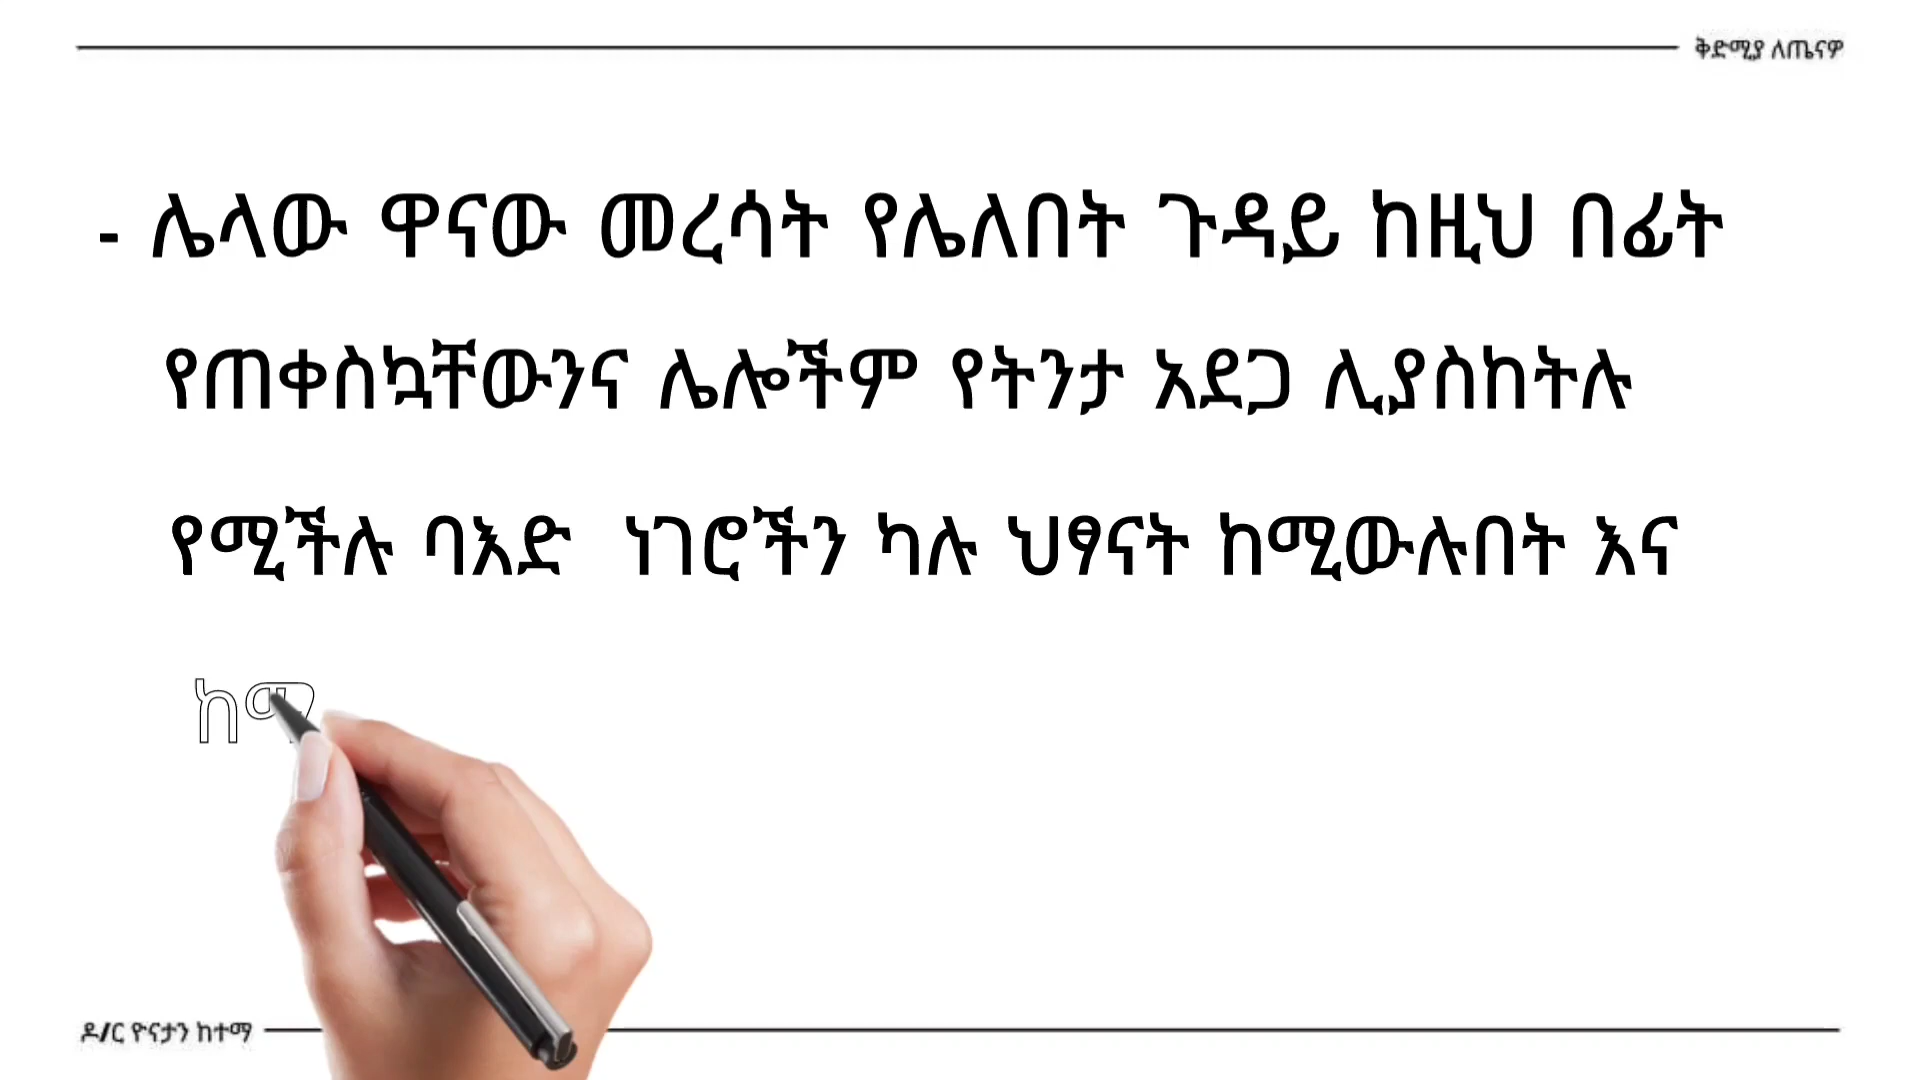 ቅድሚያ ለጤናዎ
- ሌላው ዋናው መረሳት የሌለበት ጉዳይ ከዚህ በፊት
የጠቀስኳቸውንና ሌሎችም የትንታ አደጋ ሊያስከትሉ
የሚችሉ ባእድ ነገሮችን ካሉ ህፃናት ከሚውሉበት እና
ዶ/ር ዮናታን ከተማ